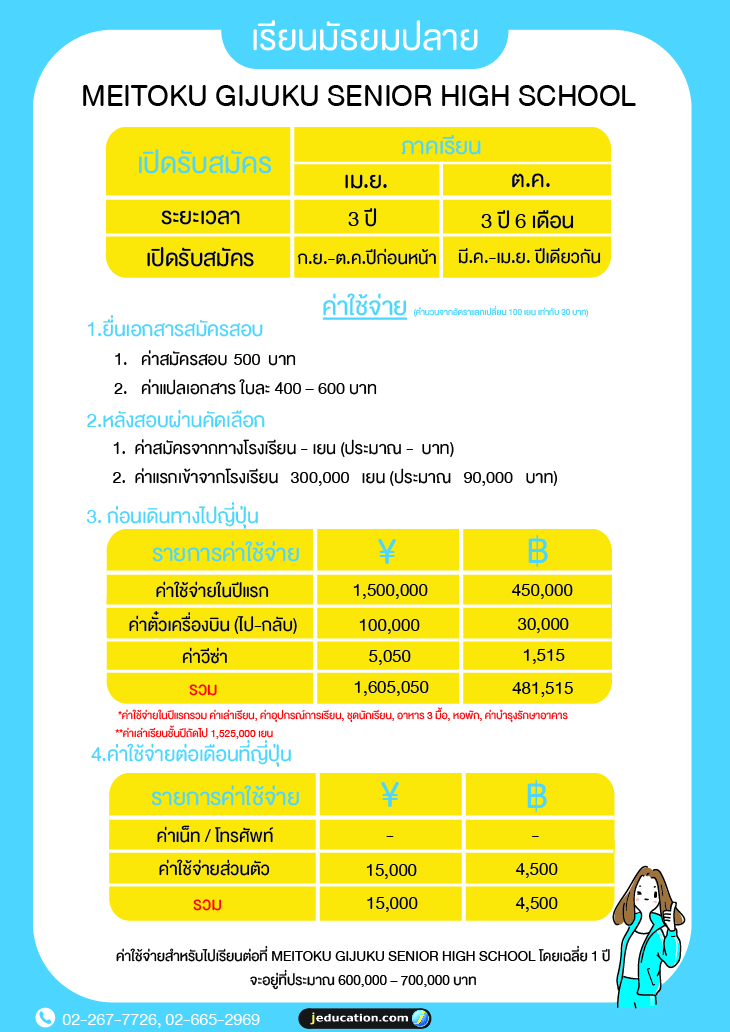 เรียนมัธยมปลาย
MEITOKU GIJUKU SENIOR HIGH SCHOOL
เปิดรับสมัคร ภาคเรียน
เม.ย. ต.ค.
ระยะเวลา 3 ปี 3 ปี 6 เดือน
เปิดรับสมัคร ก.ย.-ต.ค.ปีก่อนหน้า มี.ค.-เม.ย. ปีเดียวกัน
ค่าใช้จ่าย (คำนวนจากอัตราแลกเปลี่ยน 100 เยน เท่ากับ 30 บาท)
1.ยื่นเอกสารสมัครสอบ
1. ค่าสมัครสอบ 500 บาท
2. ค่าแปลเอกสาร ใบละ 400 – 600 บาท
2.หลังสอบผ่านคัดเลือก
1. ค่าสมัครจากทางโรงเรียน - เยน (ประมาณ - บาท)
2. ค่าแรกเข้าจากโรงเรียน 300,000 เยน (ประมาณ 90,000 บาท)
3. ก่อนเดินทางไปญี่ปุ่น
รายการค่าใช้จ่าย ¥ ฿
ค่าใช้จ่ายในปีแรก 1,500,000 450,000
ค่าตั๋วเครื่องบิน (ไป-กลับ) 100,000 30,000
ค่าวีซ่า 5,050 1,515
รวม 1,605,050 481,515
*ค่าใช้จ่ายในปีแรกรวม ค่าเล่าเรียน, ค่าอุปกรณ์การเรียน, ชุดนักเรียน, อาหาร 3 มื้อ, หอพัก, ค่าบำรุงรักษาอาคาร
**ค่าเล่าเรียนชั้นปีถัดไป 1,525,000 เยน
4.ค่าใช้จ่ายต่อเดือนที่ญี่ปุ่น
รายการค่าใช้จ่าย ¥ ฿
ค่าเน็ท / โทรศัพท์ - -
ค่าใช้จ่ายส่วนตัว 15,000 4,500
รวม 15,000 4,500
ค่าใช้จ่ายสำหรับไปเรียนต่อที่ MEITOKU GIJUKU SENIOR HIGH SCHOOL โดยเฉลี่ย 1 ปี
จะอยู่ที่ประมาณ 600,000 – 700,000 บาท
02-267-7726, 02-665-2969 jeducation.com